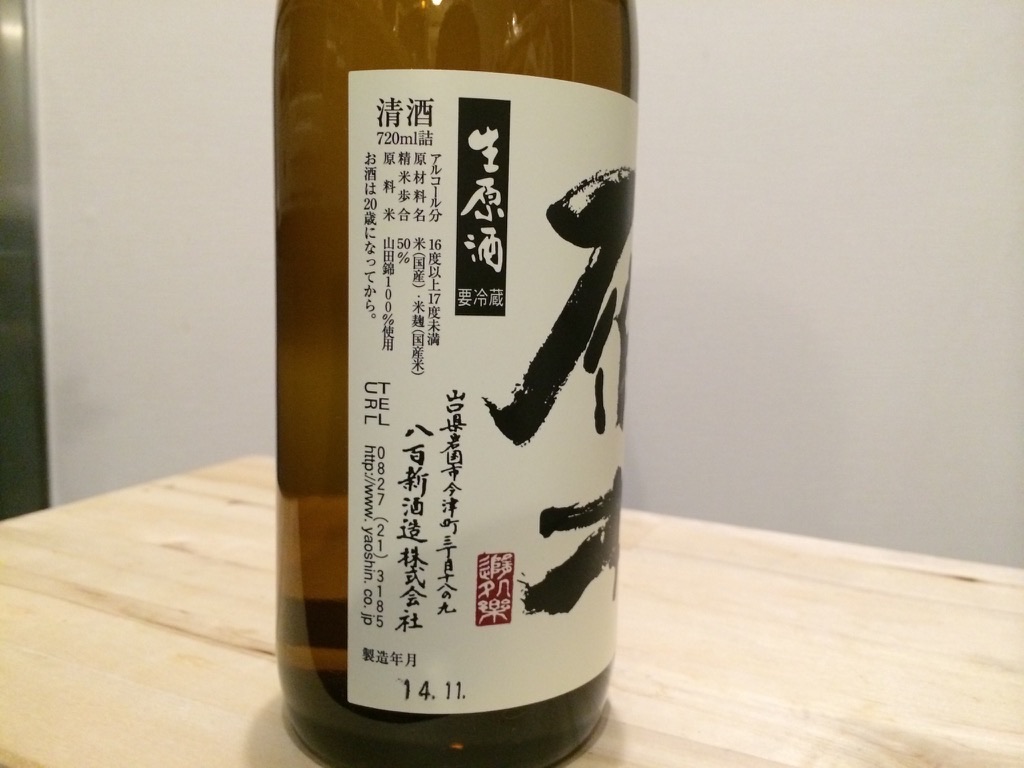 生原酒
要冷蔵
清酒
720ml詰
アルコール分 16度以上17度未満
原材料名 米(国産)・米麹(国産米)
精米歩合 50%
原料米 山田錦100%使用
お酒は20歳になってから。
山口県岩国市今津町三丁目十八の九
八百新酒造株式会社
TEL 0827(21)3185
URL http://www.yaoshin.co.jp
製造年月
14.11.